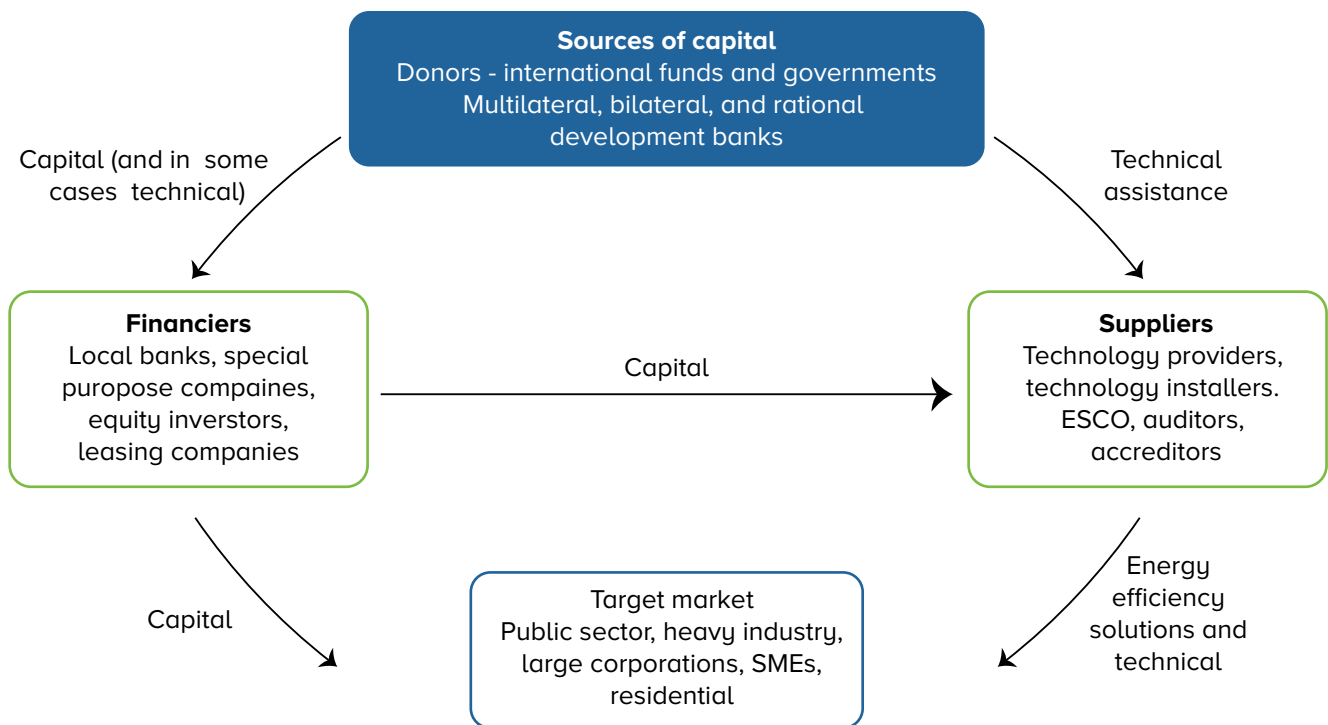 Sources of capital
Donors - international funds and governments
Multilateral, bilateral, and rational
development banks
Capital (and in some
cases technical)
Technical
assistance
Financiers
Local banks, special
puropose compaines,
equity inverstors,
leasing companies
Capital
Suppliers
Technology providers,
technology installers.
ESCO, auditors,
accreditors
Capital
Target market
Public sector, heavy industry,
large corporations, SMEs,
residential
Energy
efficiency
solutions and
technical